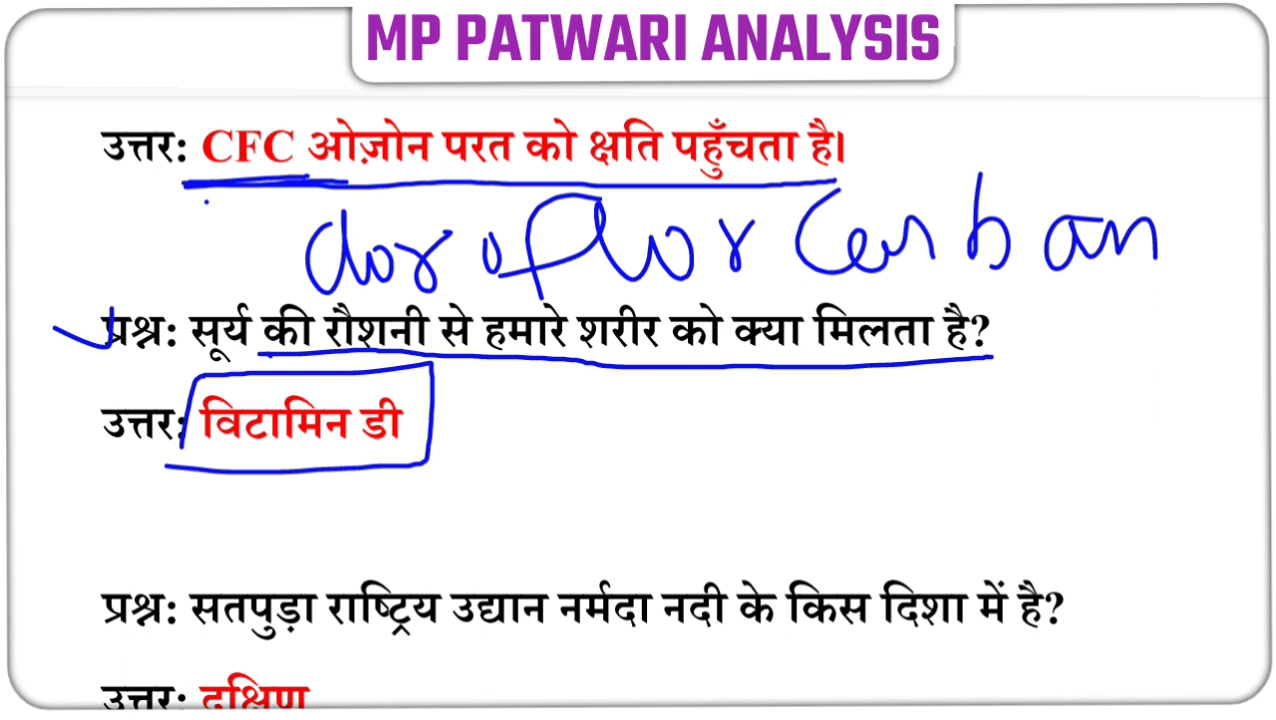 MP PATWARI ANALYSIS
उत्तर: CFC ओज़ोन परत को क्षति पहुँचता है।
प्रश्न: सूर्य की रौशनी से हमारे शरीर को क्या मिलता है?
उत्तर: विटामिन डी
प्रश्न: सतपुड़ा राष्ट्रिय उद्यान नर्मदा नदी के किस दिशा में है?
उत्तर: दक्षिण